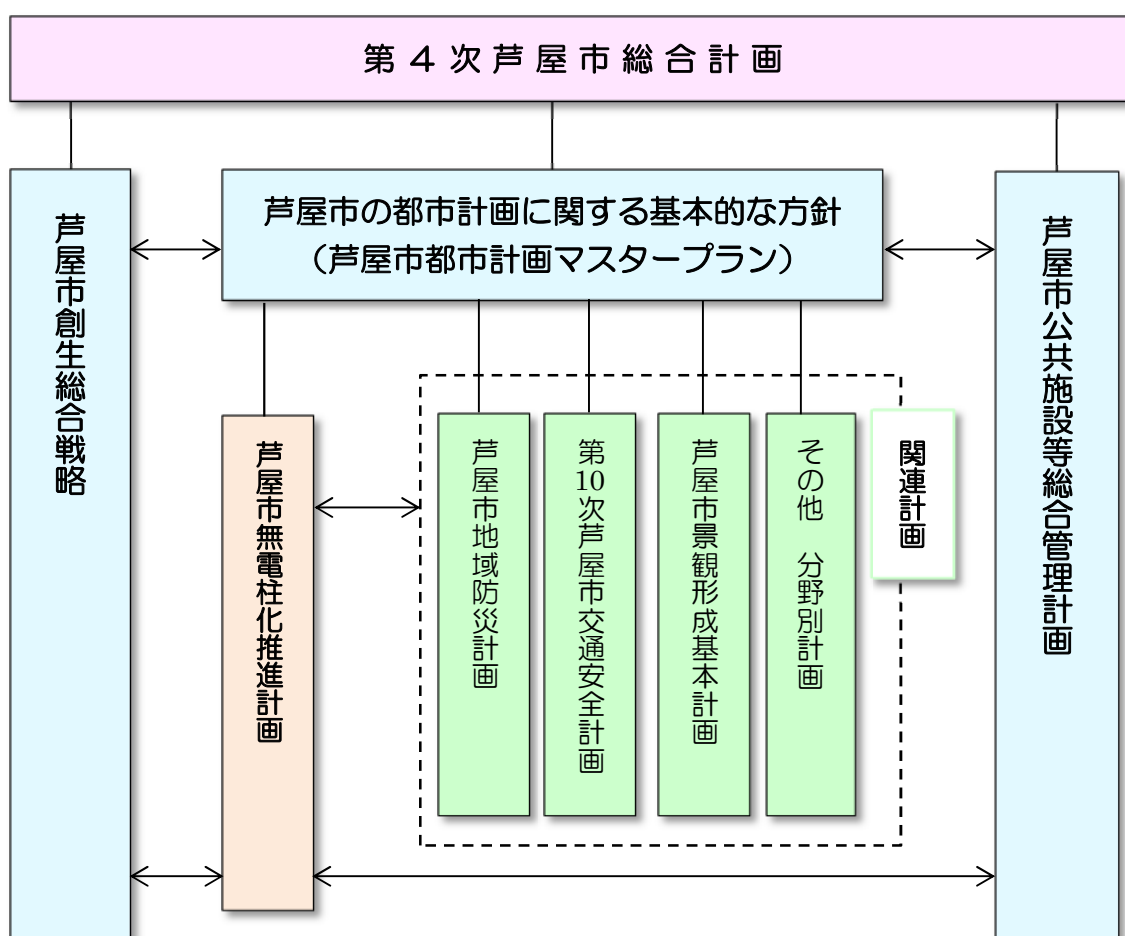 第4次芦屋市総合計画
芦屋市創生総合戦略
芦屋市の都市計画に関する基本的な方針
（芦屋市都市計画マスタープラン）
芦屋市公共施設等総合管理計画
芦屋市無電柱化推進計画
芦屋市地域防災計画
第10次芦屋市交通安全計画
芦屋市景観形成基本計画
その他　分野別計画
関連計画